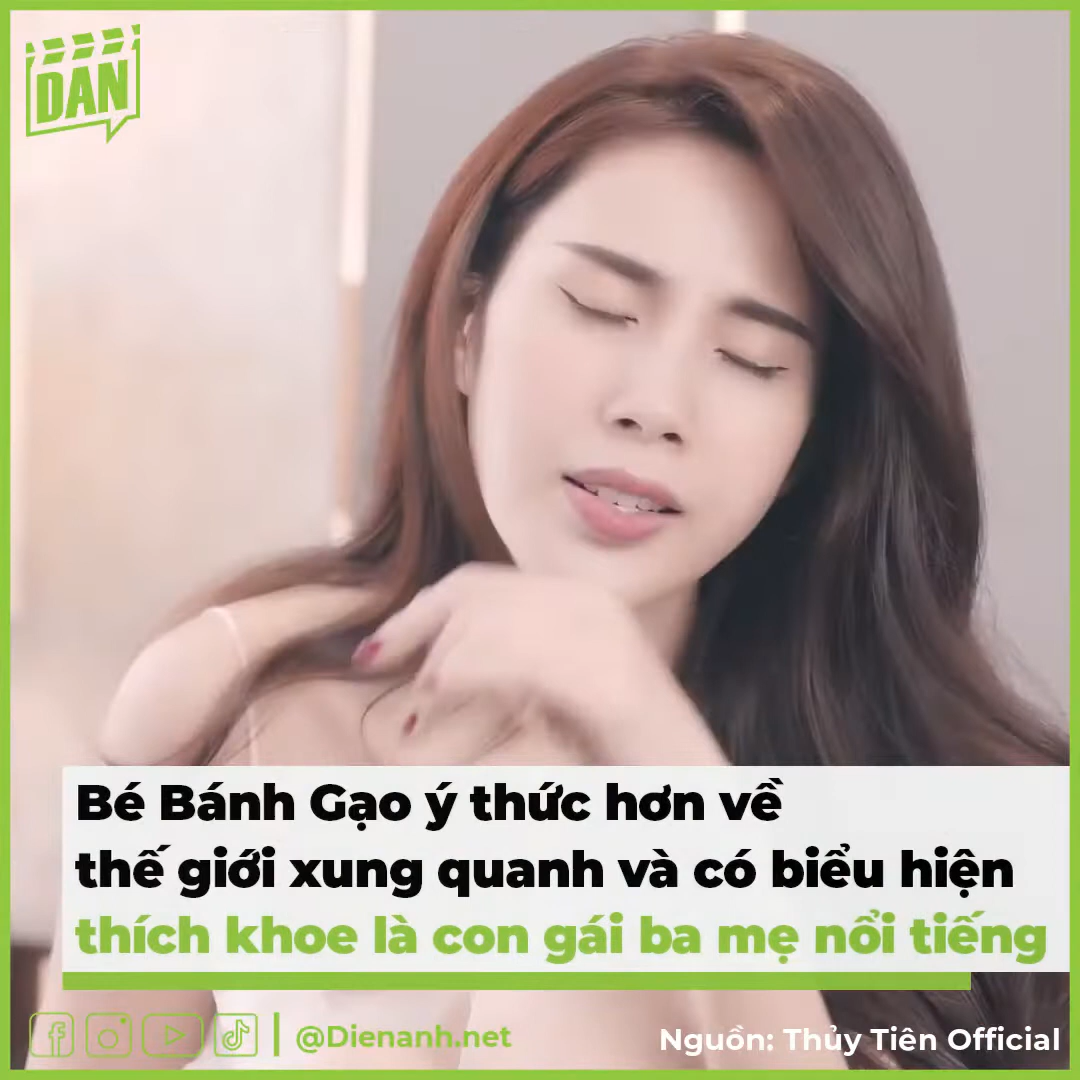 DAN
Bé Bánh Gạo ý thức hơn về
thế giới xung quanh và có biểu hiện
thích khoe là con gái ba mẹ nổi tiếng
@Dienanh.net
Nguồn: Thủy Tiên Official